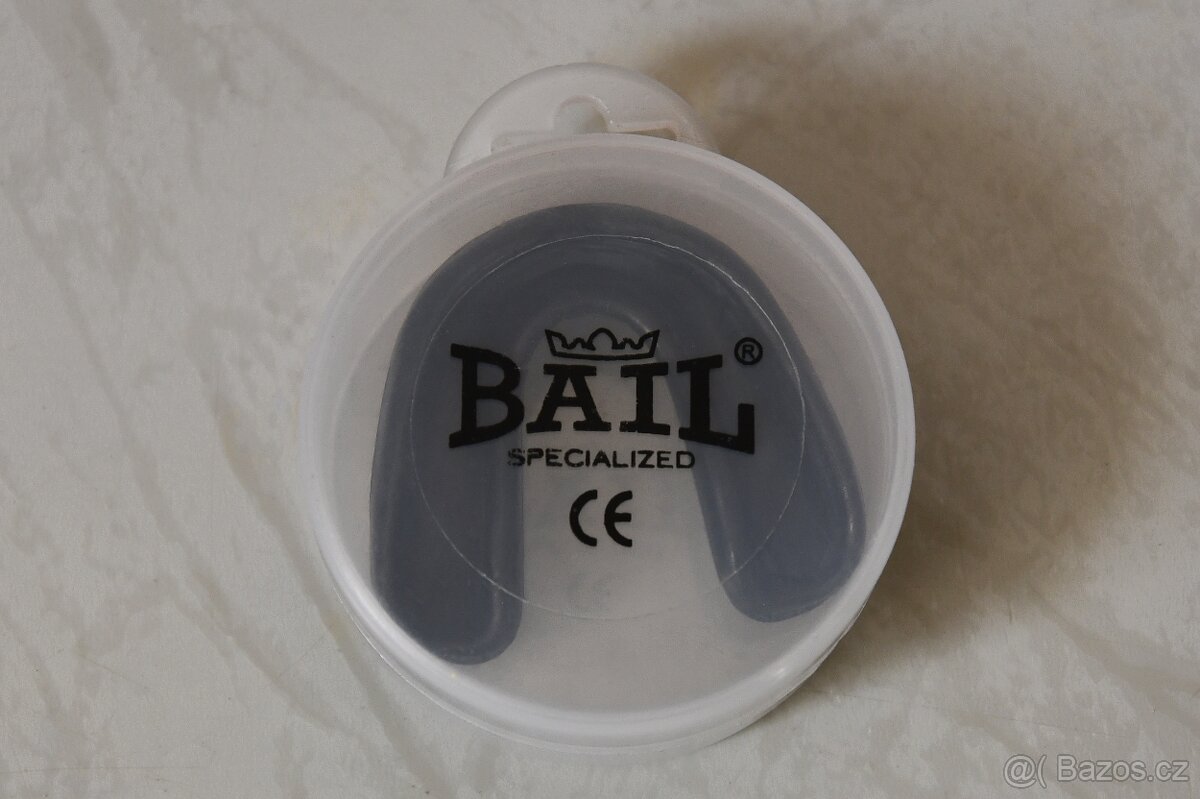 BAIL®
SPECIALIZED
CE
@( Bazos.cz